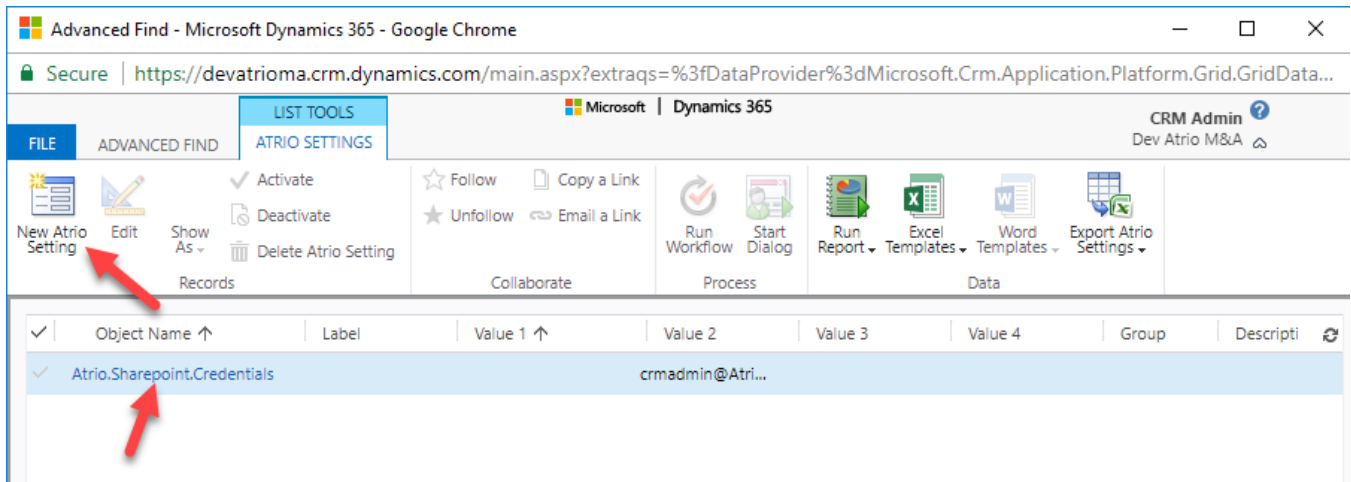 Advanced Find - Microsoft Dynamics 365 - Google Chrome
Secure | https://devatrioma.crm.dynamics.com/main.aspx?extraqs=%3fDataProvider%3dMicrosoft.Crm.Application.Platform.Grid.GridData...
LIST TOOLS Microsoft | Dynamics 365 CRM Admin
FILE ADVANCED FIND ATRIO SETTINGS Dev Atrio M&A
Activate Follow Copy a Link
Deactivate Unfollow Email a Link
New Atrio Edit Show Run Start Run Excel Word Export Atrio
Setting As Delete Atrio Setting Workflow Dialog Report Templates Templates Settings
Records Collaborate Process Data
Object Name ↑ Label Value 1 ↑ Value 2 Value 3 Value 4 Group Descripti
Atrio.Sharepoint.Credentials crmadmin@Atri...